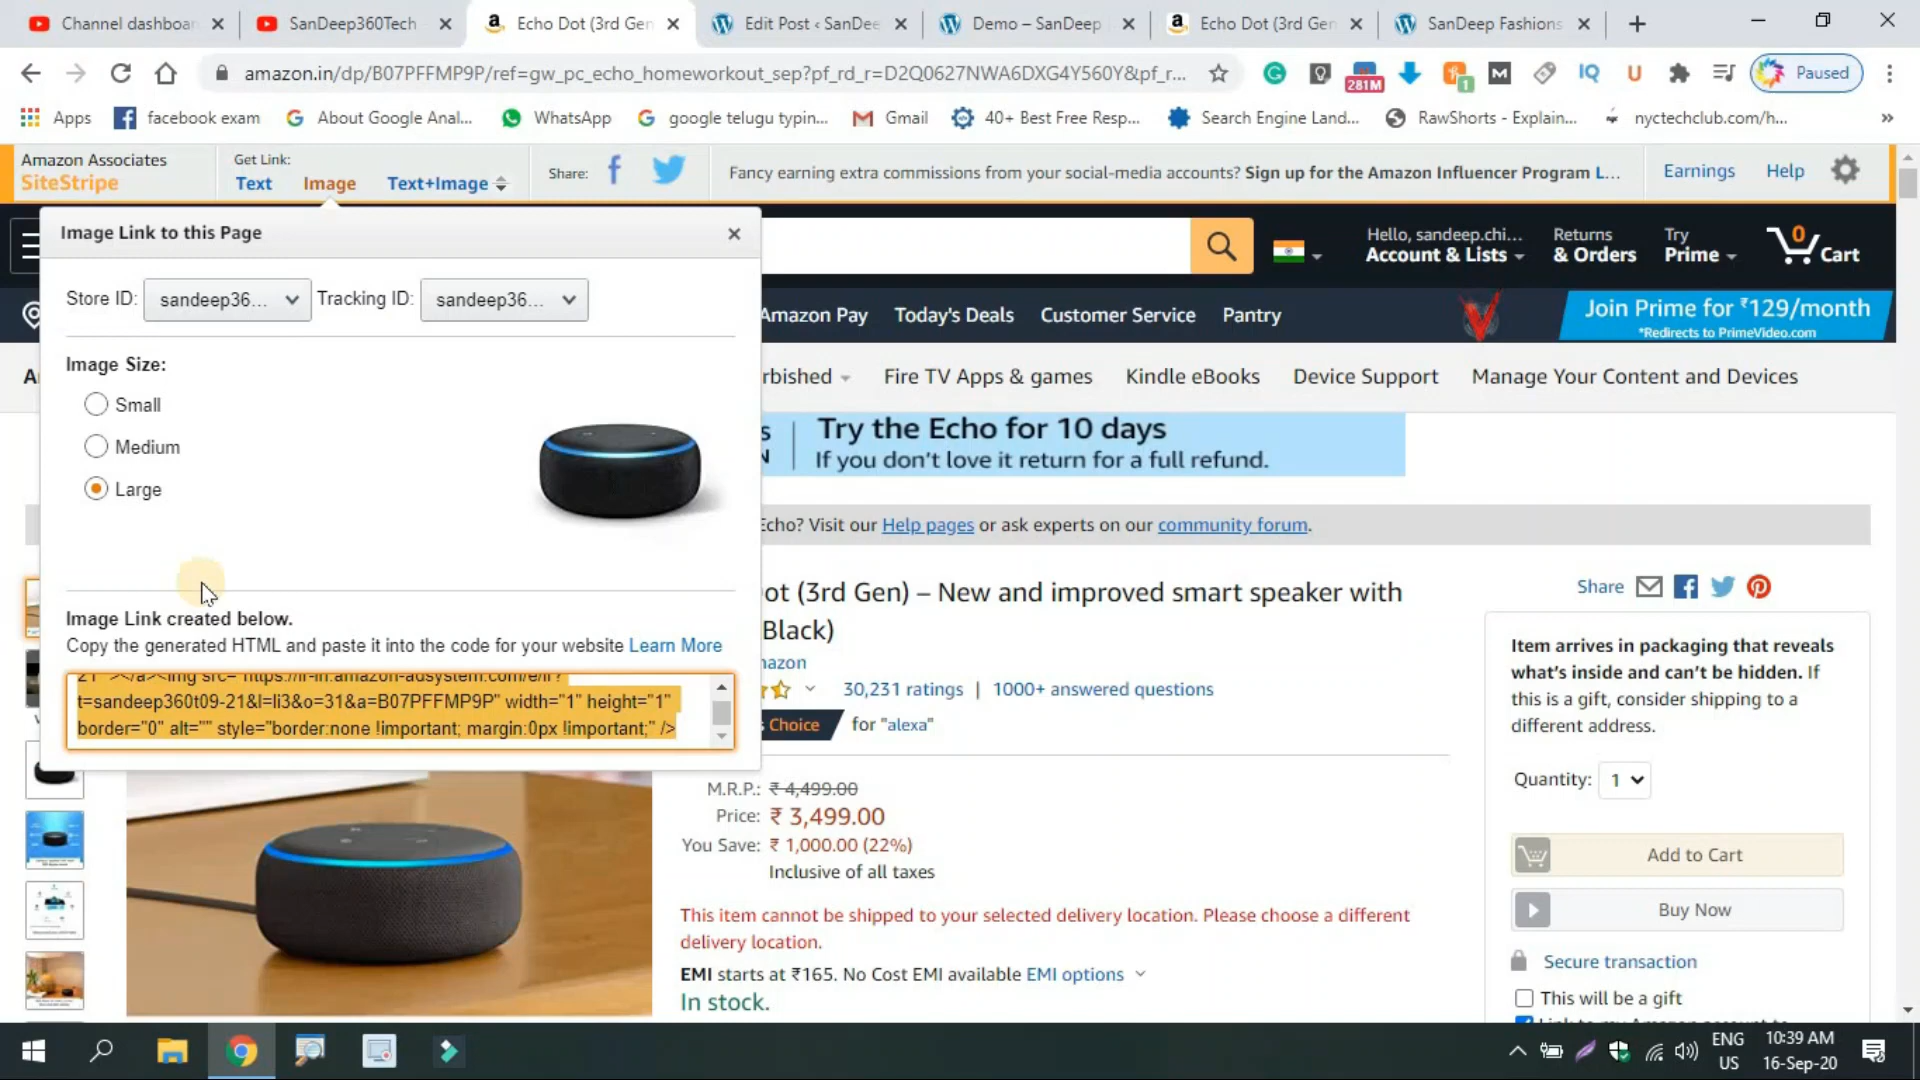 Channel dashboa
SanDeep360Tech
Echo Dot (3rd Gen
Edit Post ‹ SanDee
Demo – SanDeep
Echo Dot (3rd Gen
SanDeep Fashions
amazon.in/dp/B07PFFMP9P/ref=gw_pc_echo_homeworkout_sep?pf_rd_r=D2Q0627NWA6DXG4Y560Y&pf_r...
281M
1
M
IQ
U
Paused
Apps
facebook exam
About Google Anal...
WhatsApp
google telugu typin...
Gmail
40+ Best Free Resp...
Search Engine Land...
RawShorts - Explain...
nyctechclub.com/h...
Amazon Associates
SiteStripe
Get Link:
Text
Image
Text+Image
Share:
Fancy earning extra commissions from your social-media accounts? Sign up for the Amazon Influencer Program L...
Earnings
Help
Image Link to this Page
Store ID: sandeep36...
Tracking ID: sandeep36...
Image Size:
Small
Medium
Large
Image Link created below.
Copy the generated HTML and paste it into the code for your website Learn More
21" ></a><img src="https://ir-in.amazon-adsystem.com/e/ir?
t=sandeep360t09-21&l=li3&o=31&a=B07PFFMP9P" width="1" height="1"
border="0" alt="" style="border:none !important; margin:0px !important;" />
Hello, sandeep.chi...
Account & Lists
Returns
& Orders
Try
Prime
0
Cart
Amazon Pay
Today's Deals
Customer Service
Pantry
Join Prime for ₹129/month
*Redirects to PrimeVideo.com
rbished
Fire TV Apps & games
Kindle eBooks
Device Support
Manage Your Content and Devices
Try the Echo for 10 days
If you don't love it return for a full refund.
Echo? Visit our Help pages or ask experts on our community forum.
ot (3rd Gen) – New and improved smart speaker with
Black)
mazon
30,231 ratings | 1000+ answered questions
Choice for "alexa"
M.R.P.: ₹ 4,499.00
Price: ₹ 3,499.00
You Save: ₹ 1,000.00 (22%)
Inclusive of all taxes
This item cannot be shipped to your selected delivery location. Please choose a different
delivery location.
EMI starts at ₹165. No Cost EMI available EMI options
In stock.
Share
Item arrives in packaging that reveals
what's inside and can't be hidden. If
this is a gift, consider shipping to a
different address.
Quantity: 1
Add to Cart
Buy Now
Secure transaction
This will be a gift
ENG
US
10:39 AM
16-Sep-20